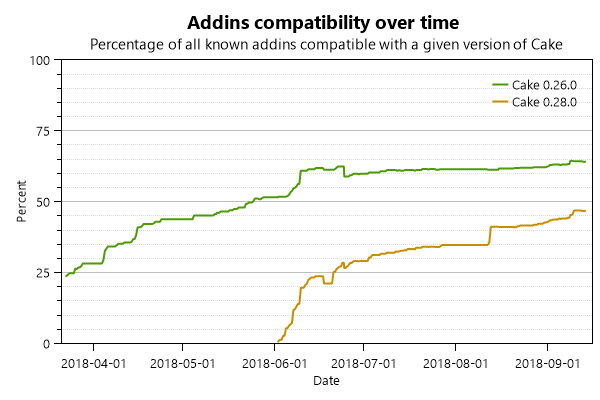 Addins compatibility over time
Percentage of all known addins compatible with a given version of Cake
100
75
50
25
0
Percent
Cake 0.26.0
Cake 0.28.0
2018-04-01 2018-05-01 2018-06-01 2018-07-01 2018-08-01 2018-09-01
Date